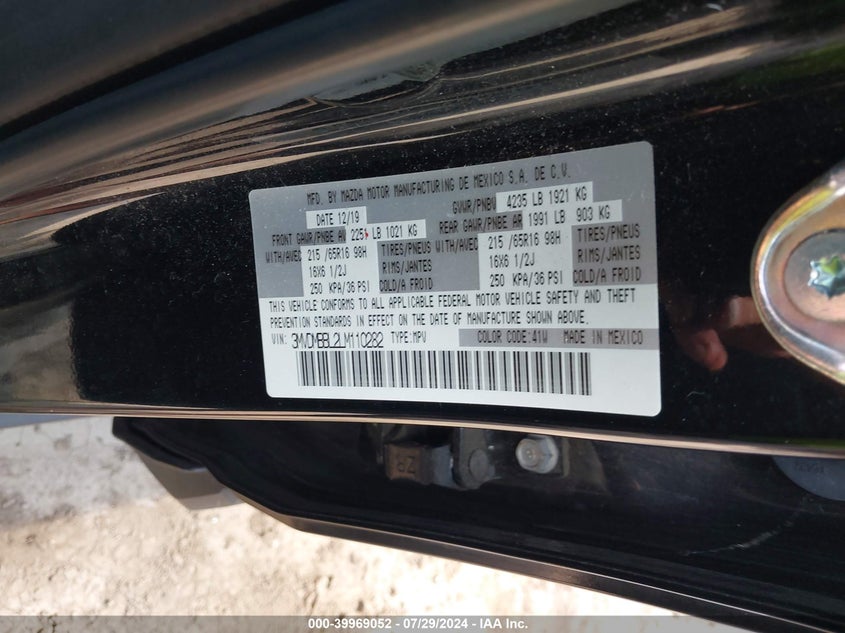 MFD. BY MAZDA MOTOR MANUFACTURING DE MEXICO S.A. DE C.V.
DATE 12/19 GVWR/PNBV 4235 LB 1921 KG
FRONT GAWR/PNBE AV 2251 LB 1021 KG REAR GAWR/PNBE AR 1991 LB 903 KG
WITH/AVEC 215 /65R16 98H TIRES/PNEUS WITH/AVEC 215 /65R16 98H TIRES/PNEUS
16X6 1/2J RIMS/JANTES 16X6 1/2J RIMS/JANTES
250 KPA/36 PSI COLD/A FROID 250 KPA/36 PSI COLD/A FROID
THIS VEHICLE CONFORMS TO ALL APPLICABLE FEDERAL MOTOR VEHICLE SAFETY AND THEFT
PREVENTION STANDARDS IN EFFECT ON THE DATE OF MANUFACTURE SHOWN ABOVE.
VIN: 3MVDMBBL2LM110282 TYPE:MPV COLOR CODE:41W MADE IN MEXICO
000-39969052 - 07/29/2024 - IAA Inc.